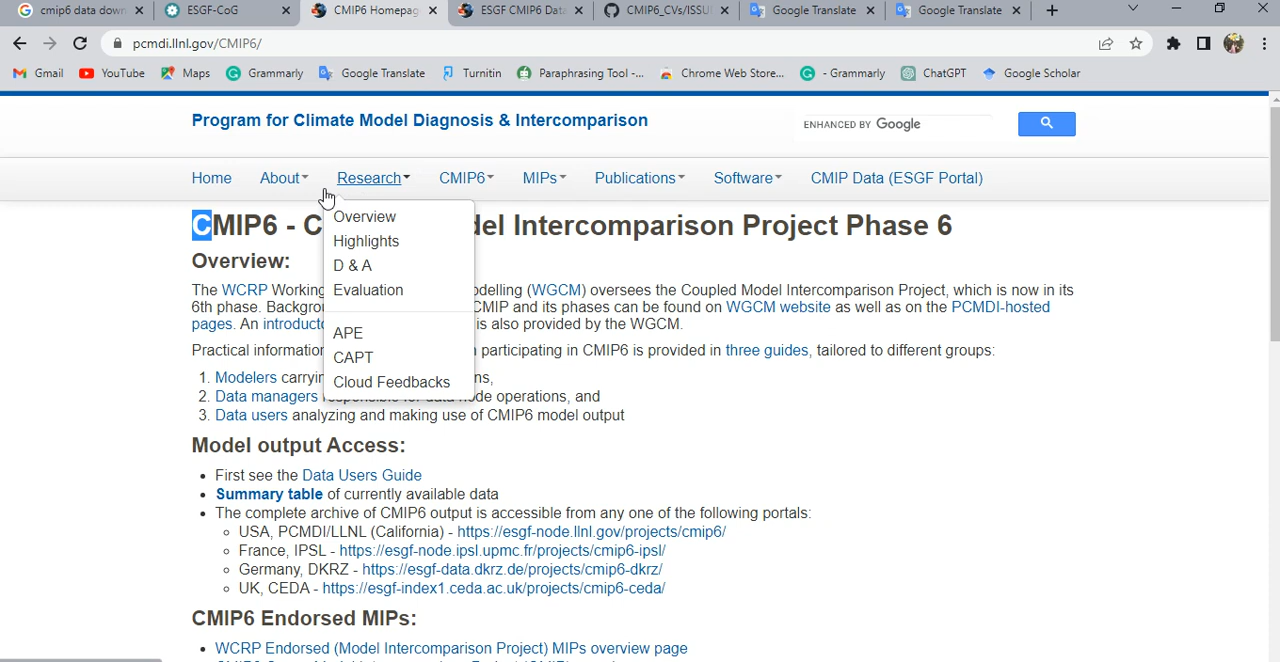 cmip6 data down
ESGF-CoG
CMIP6 Homepag
ESGF CMIP6 Data
CMIP6_CVs/ISSU
Google Translate
Google Translate
pcmdi.llnl.gov/CMIP6/
Gmail
YouTube
Maps
Grammarly
Google Translate
Turnitin
Paraphrasing Tool -...
Chrome Web Store...
- Grammarly
ChatGPT
Google Scholar
Program for Climate Model Diagnosis & Intercomparison
ENHANCED BY Google
Home
About
Research
CMIP6
MIPs
Publications
Software
CMIP Data (ESGF Portal)
Overview
Highlights
D & A
Evaluation
APE
CAPT
Cloud Feedbacks
CMIP6 - C del Intercomparison Project Phase 6
Overview:
The WCRP Working delling (WGCM) oversees the Coupled Model Intercomparison Project, which is now in its
6th phase. Backgrou CMIP and its phases can be found on WGCM website as well as on the PCMDI-hosted
pages. An introducto is also provided by the WGCM.
Practical information participating in CMIP6 is provided in three guides, tailored to different groups:
1. Modelers carryin ns,
2. Data managers responsible for data node operations, and
3. Data users analyzing and making use of CMIP6 model output
Model output Access:
• First see the Data Users Guide
• Summary table of currently available data
• The complete archive of CMIP6 output is accessible from any one of the following portals:
USA, PCMDI/LLNL (California) - https://esgf-node.llnl.gov/projects/cmip6/
France, IPSL - https://esgf-node.ipsl.upmc.fr/projects/cmip6-ipsl/
Germany, DKRZ - https://esgf-data.dkrz.de/projects/cmip6-dkrz/
UK, CEDA - https://esgf-index1.ceda.ac.uk/projects/cmip6-ceda/
CMIP6 Endorsed MIPs:
• WCRP Endorsed (Model Intercomparison Project) MIPs overview page